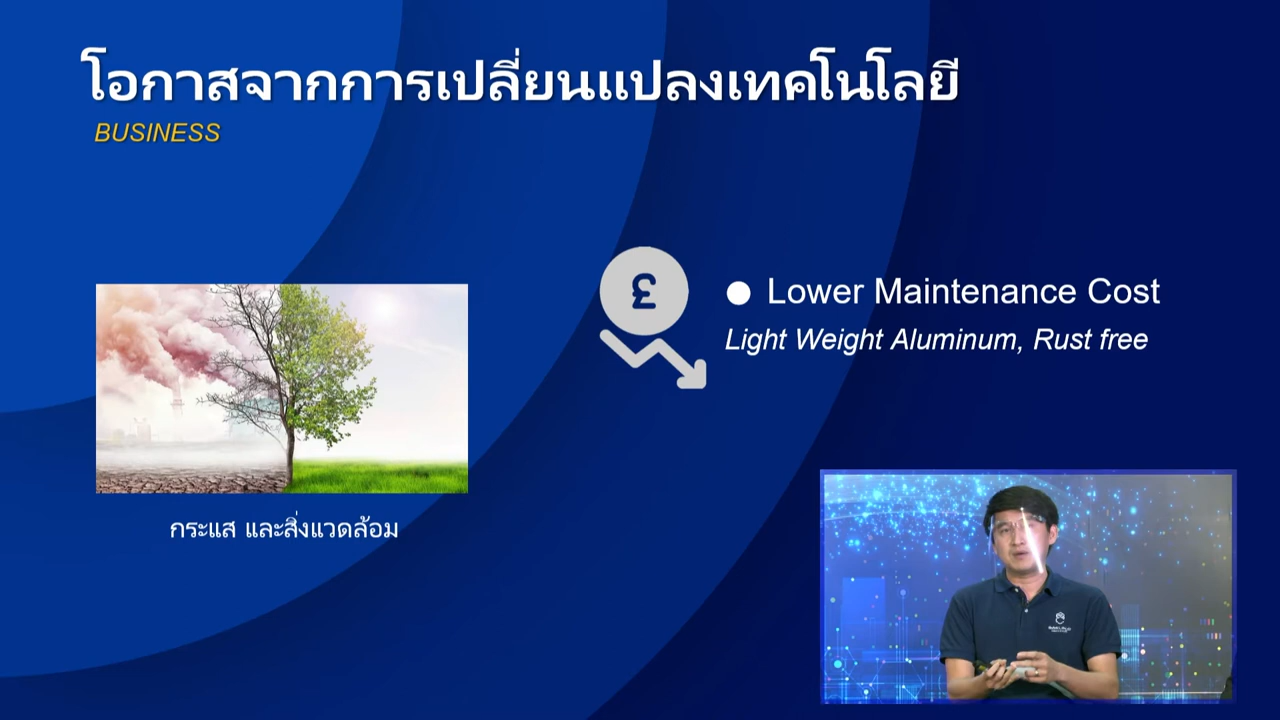 โอกาสจากการเปลี่ยนแปลงเทคโนโลยี
BUSINESS
£
● Lower Maintenance Cost
Light Weight Aluminum, Rust free
กระแส และสิ่งแวดล้อม